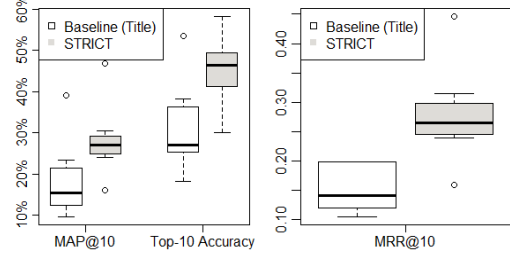 Baseline (Title)
STRICT
60%
50%
40%
30%
20%
10%
MAP@10
Top-10 Accuracy
Baseline (Title)
STRICT
0.40
0.30
0.20
0.10
MRR@10